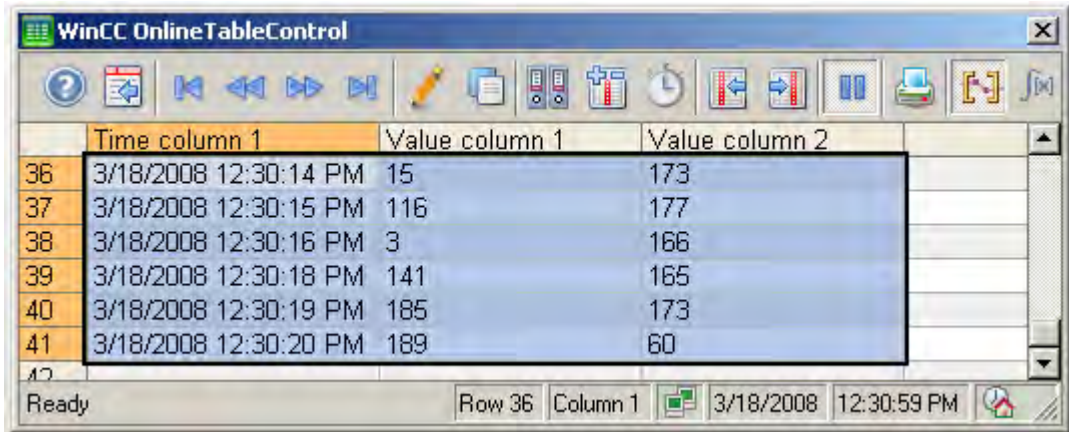 WinCC OnlineTableControl
Time column 1 Value column 1 Value column 2
36 3/18/2008 12:30:14 PM 15 173
37 3/18/2008 12:30:15 PM 116 177
38 3/18/2008 12:30:16 PM 3 166
39 3/18/2008 12:30:18 PM 141 165
40 3/18/2008 12:30:19 PM 185 173
41 3/18/2008 12:30:20 PM 189 60
42
Ready Row 36 Column 1 3/18/2008 12:30:59 PM